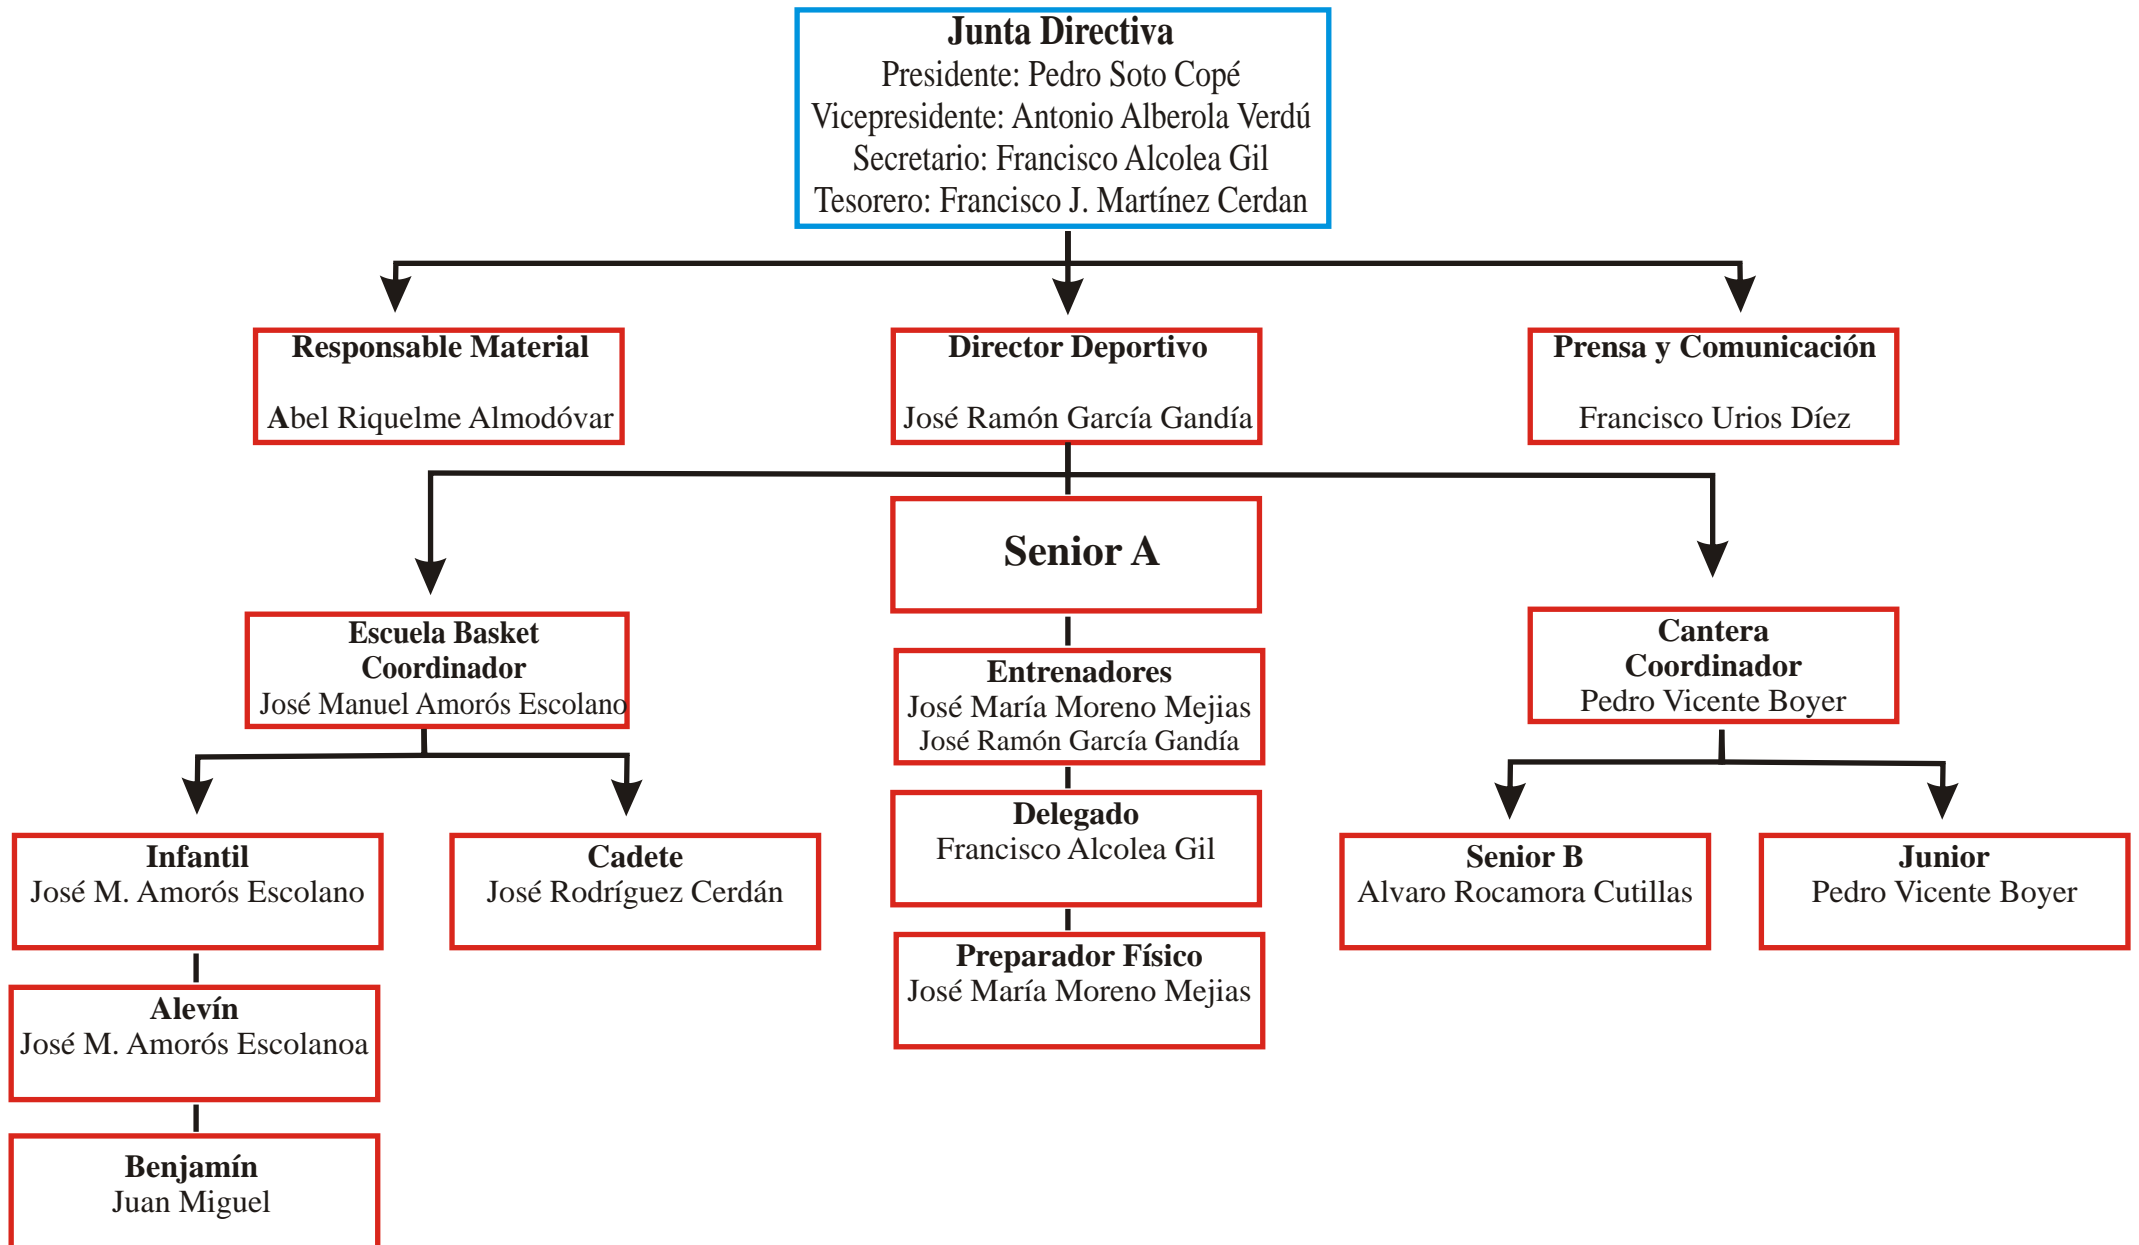 Junta Directiva
Presidente: Pedro Soto Copé
Vicepresidente: Antonio Alberola Verdú
Secretario: Francisco Alcolea Gil
Tesorero: Francisco J. Martínez Cerdan
Responsable Material
Abel Riquelme Almodóvar
Director Deportivo
José Ramón García Gandía
Prensa y Comunicación
Francisco Urios Díez
Senior A
Escuela Basket
Coordinador
José Manuel Amorós Escolano
Entrenadores
José María Moreno Mejias
José Ramón García Gandía
Cantera
Coordinador
Pedro Vicente Boyer
Infantil
José M. Amorós Escolano
Cadete
José Rodríguez Cerdán
Delegado
Francisco Alcolea Gil
Senior B
Alvaro Rocamora Cutillas
Junior
Pedro Vicente Boyer
Preparador Físico
José María Moreno Mejias
Alevín
José M. Amorós Escolanoa
Benjamín
Juan Miguel